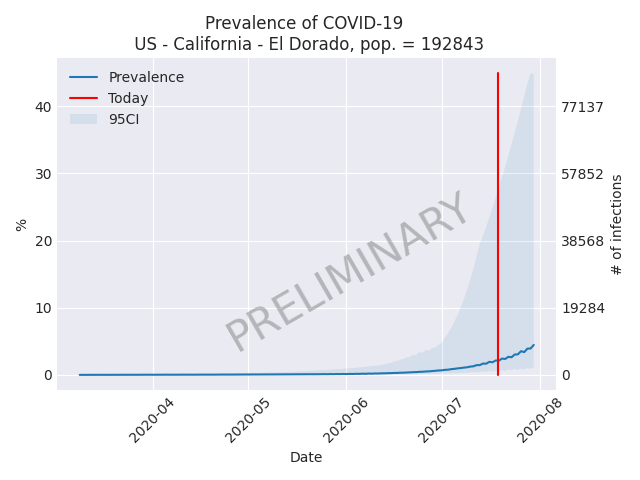 Prevalence of COVID-19
US - California - El Dorado, pop. = 192843
Prevalence
Today
95CI
PRELIMINARY
%
40
30
20
10
0
77137
57852
38568
19284
0
# of infections
2020-04
2020-05
2020-06
2020-07
2020-08
Date